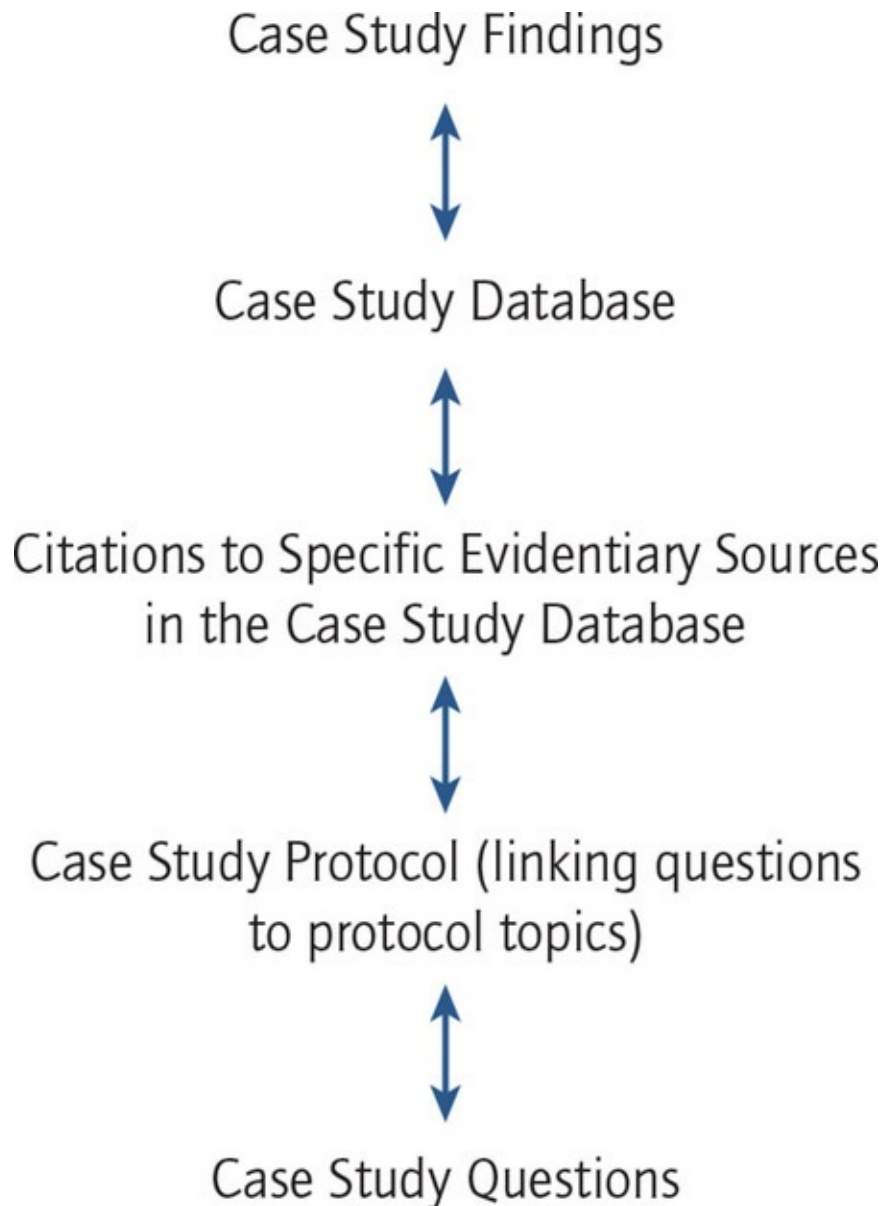 Case Study Findings
Case Study Database
Citations to Specific Evidentiary Sources
in the Case Study Database
Case Study Protocol (linking questions
to protocol topics)
Case Study Questions